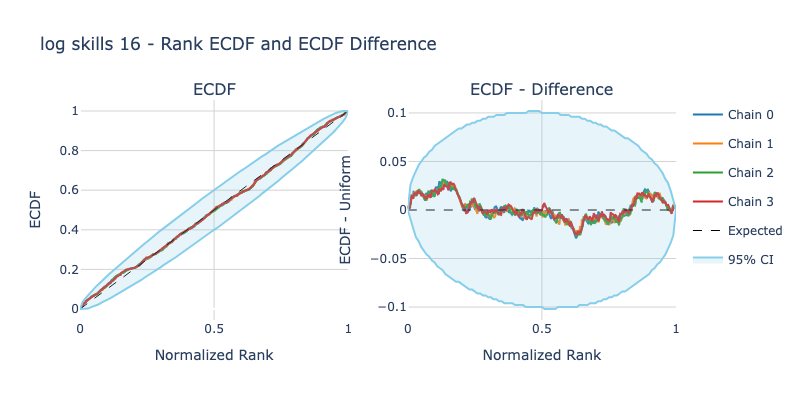 log skills 16 - Rank ECDF and ECDF Difference
ECDF
ECDF
1
0.8
0.6
0.4
0.2
0
0
0.5
1
Normalized Rank
ECDF - Difference
ECDF - Uniform
0.1
0.05
0
−0.05
−0.1
0
0.5
1
Normalized Rank
Chain 0
Chain 1
Chain 2
Chain 3
Expected
95% CI